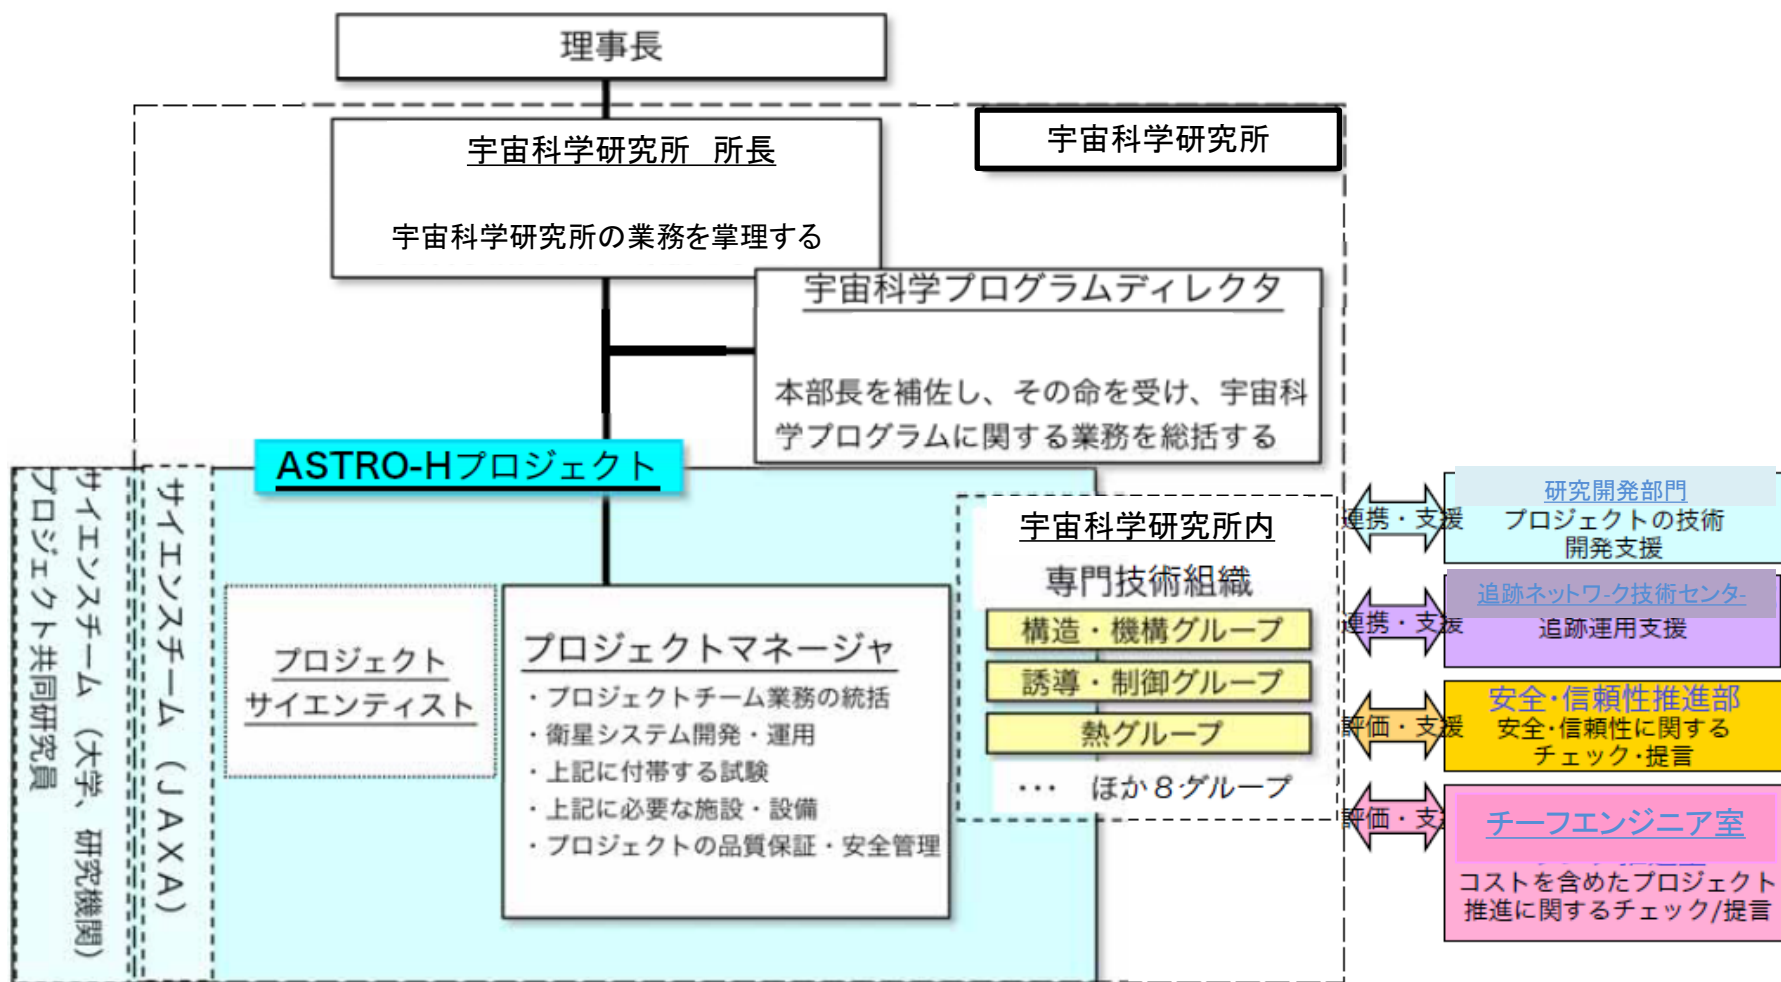 理事長
宇宙科学研究所
宇宙科学研究所　所長
宇宙科学研究所の業務を掌理する
宇宙科学プログラムディレクタ
本部長を補佐し、その命を受け、宇宙科
学プログラムに関する業務を総括する
ASTRO-Hプロジェクト
サイエンスチーム（大学、研究機関）
プロジェクト共同研究員
サイエンスチーム（JAXA）
プロジェクト
サイエンティスト
プロジェクトマネージャ
・プロジェクトチーム業務の統括
・衛星システム開発・運用
・上記に付帯する試験
・上記に必要な施設・設備
・プロジェクトの品質保証・安全管理
宇宙科学研究所内
専門技術組織
構造・機構グループ
誘導・制御グループ
熱グループ
… ほか８グループ
連携・支援
研究開発部門
プロジェクトの技術
開発支援
連携・支援
追跡ネットワーク技術センター
追跡運用支援
評価・支援
安全・信頼性推進部
安全・信頼性に関する
チェック・提言
評価・支援
チーフエンジニア室
コストを含めたプロジェクト
推進に関するチェック/提言